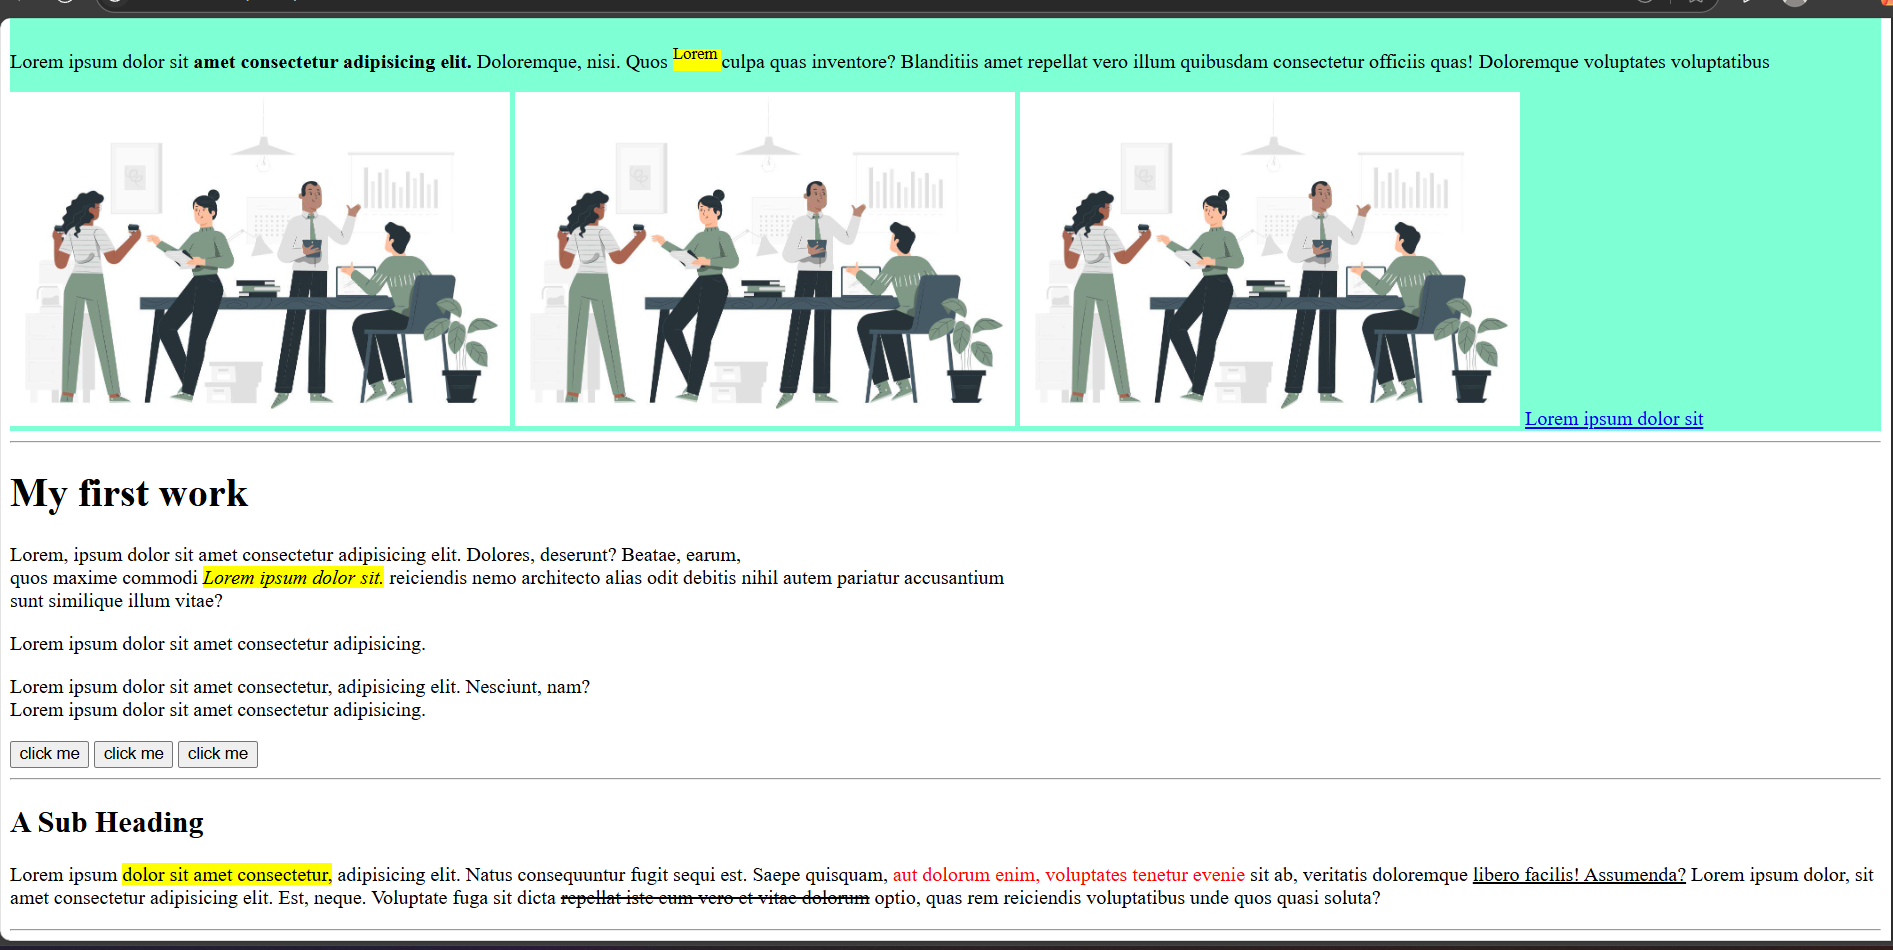 Lorem ipsum dolor sit amet consectetur adipisicing elit. Doloremque, nisi. Quos Lorem culpa quas inventore? Blanditiis amet repellat vero illum quibusdam consectetur officiis quas! Doloremque voluptates voluptatibus
Lorem ipsum dolor sit
My first work
Lorem, ipsum dolor sit amet consectetur adipisicing elit. Dolores, deserunt? Beatae, earum,
quos maxime commodi Lorem ipsum dolor sit. reiciendis nemo architecto alias odit debitis nihil autem pariatur accusantium
sunt similique illum vitae?
Lorem ipsum dolor sit amet consectetur adipisicing.
Lorem ipsum dolor sit amet consectetur, adipisicing elit. Nesciunt, nam?
Lorem ipsum dolor sit amet consectetur adipisicing.
click me click me click me
A Sub Heading
Lorem ipsum dolor sit amet consectetur, adipisicing elit. Natus consequuntur fugit sequi est. Saepe quisquam, aut dolorum enim, voluptates tenetur evenie sit ab, veritatis doloremque libero facilis! Assumenda? Lorem ipsum dolor, sit
amet consectetur adipisicing elit. Est, neque. Voluptate fuga sit dicta repellat iste cum vero et vitae dolorum optio, quas rem reiciendis voluptatibus unde quos quasi soluta?